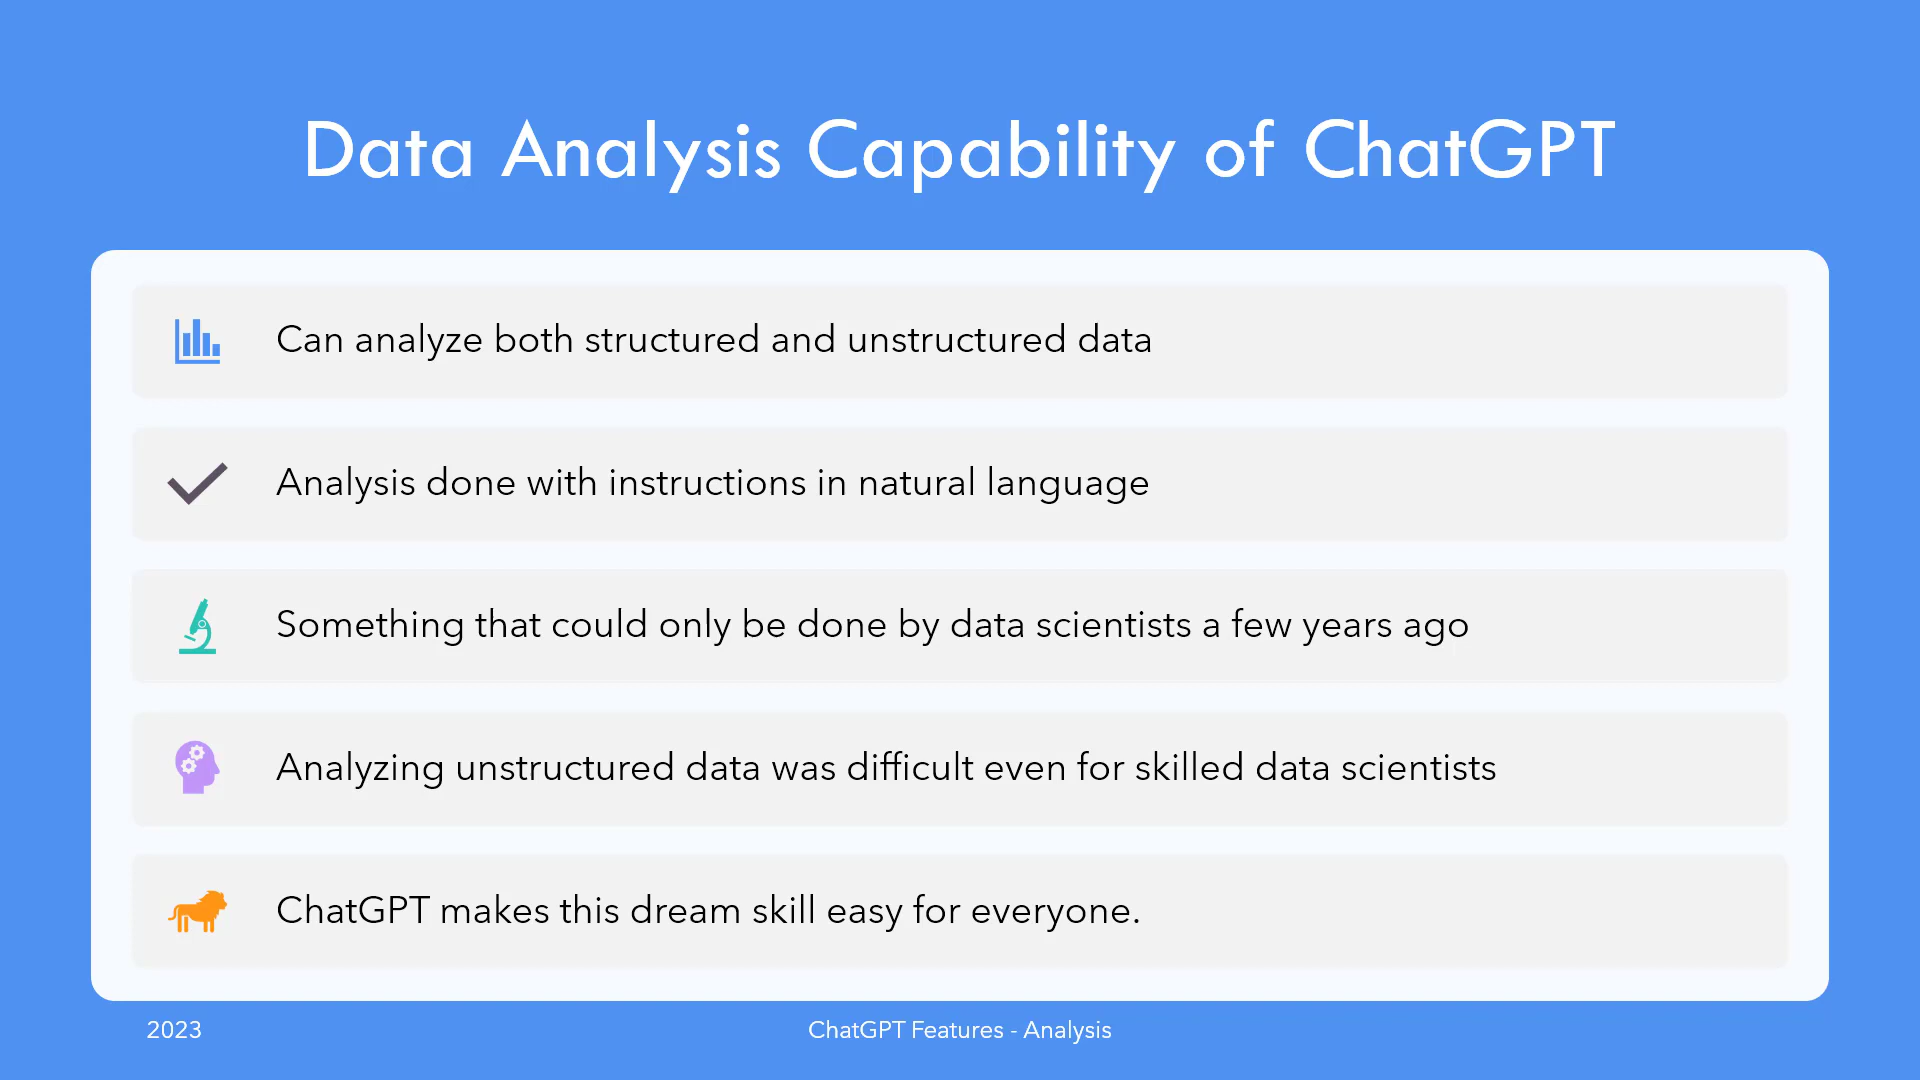 Data Analysis Capability of ChatGPT
Can analyze both structured and unstructured data
Analysis done with instructions in natural language
Something that could only be done by data scientists a few years ago
Analyzing unstructured data was difficult even for skilled data scientists
ChatGPT makes this dream skill easy for everyone.
2023
ChatGPT Features - Analysis